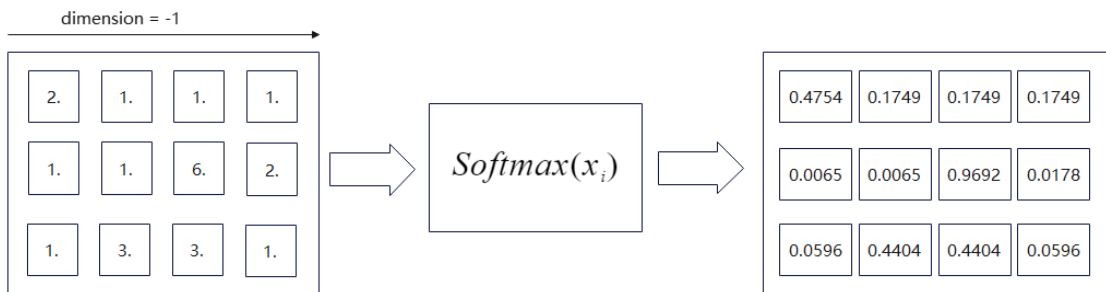 dimension = -1
2. 1. 1. 1.
1. 1. 6. 2.
1. 3. 3. 1.
Softmax(x_i)
0.4754 0.1749 0.1749 0.1749
0.0065 0.0065 0.9692 0.0178
0.0596 0.4404 0.4404 0.0596